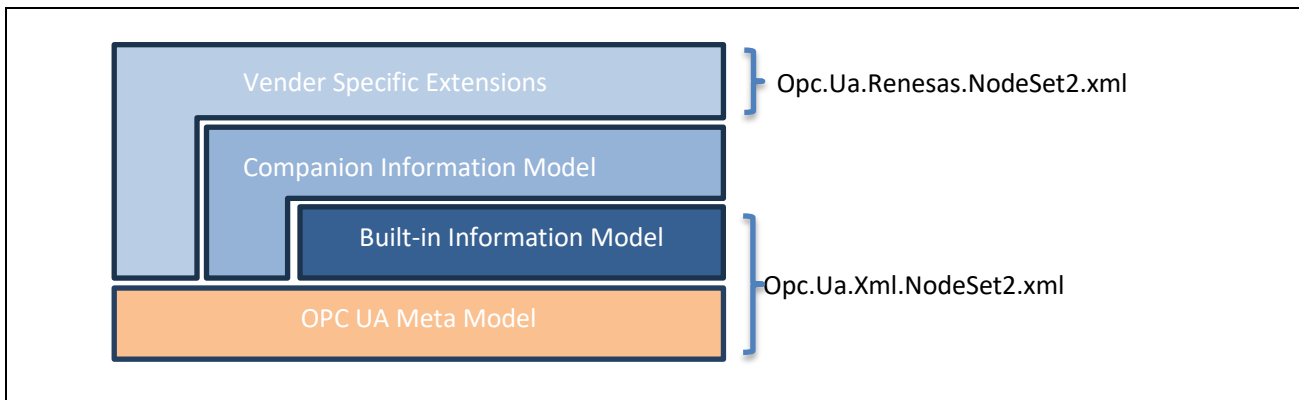 Vender Specific Extensions
Opc.Ua.Renesas.NodeSet2.xml
Companion Information Model
Built-in Information Model
Opc.Ua.Xml.NodeSet2.xml
OPC UA Meta Model